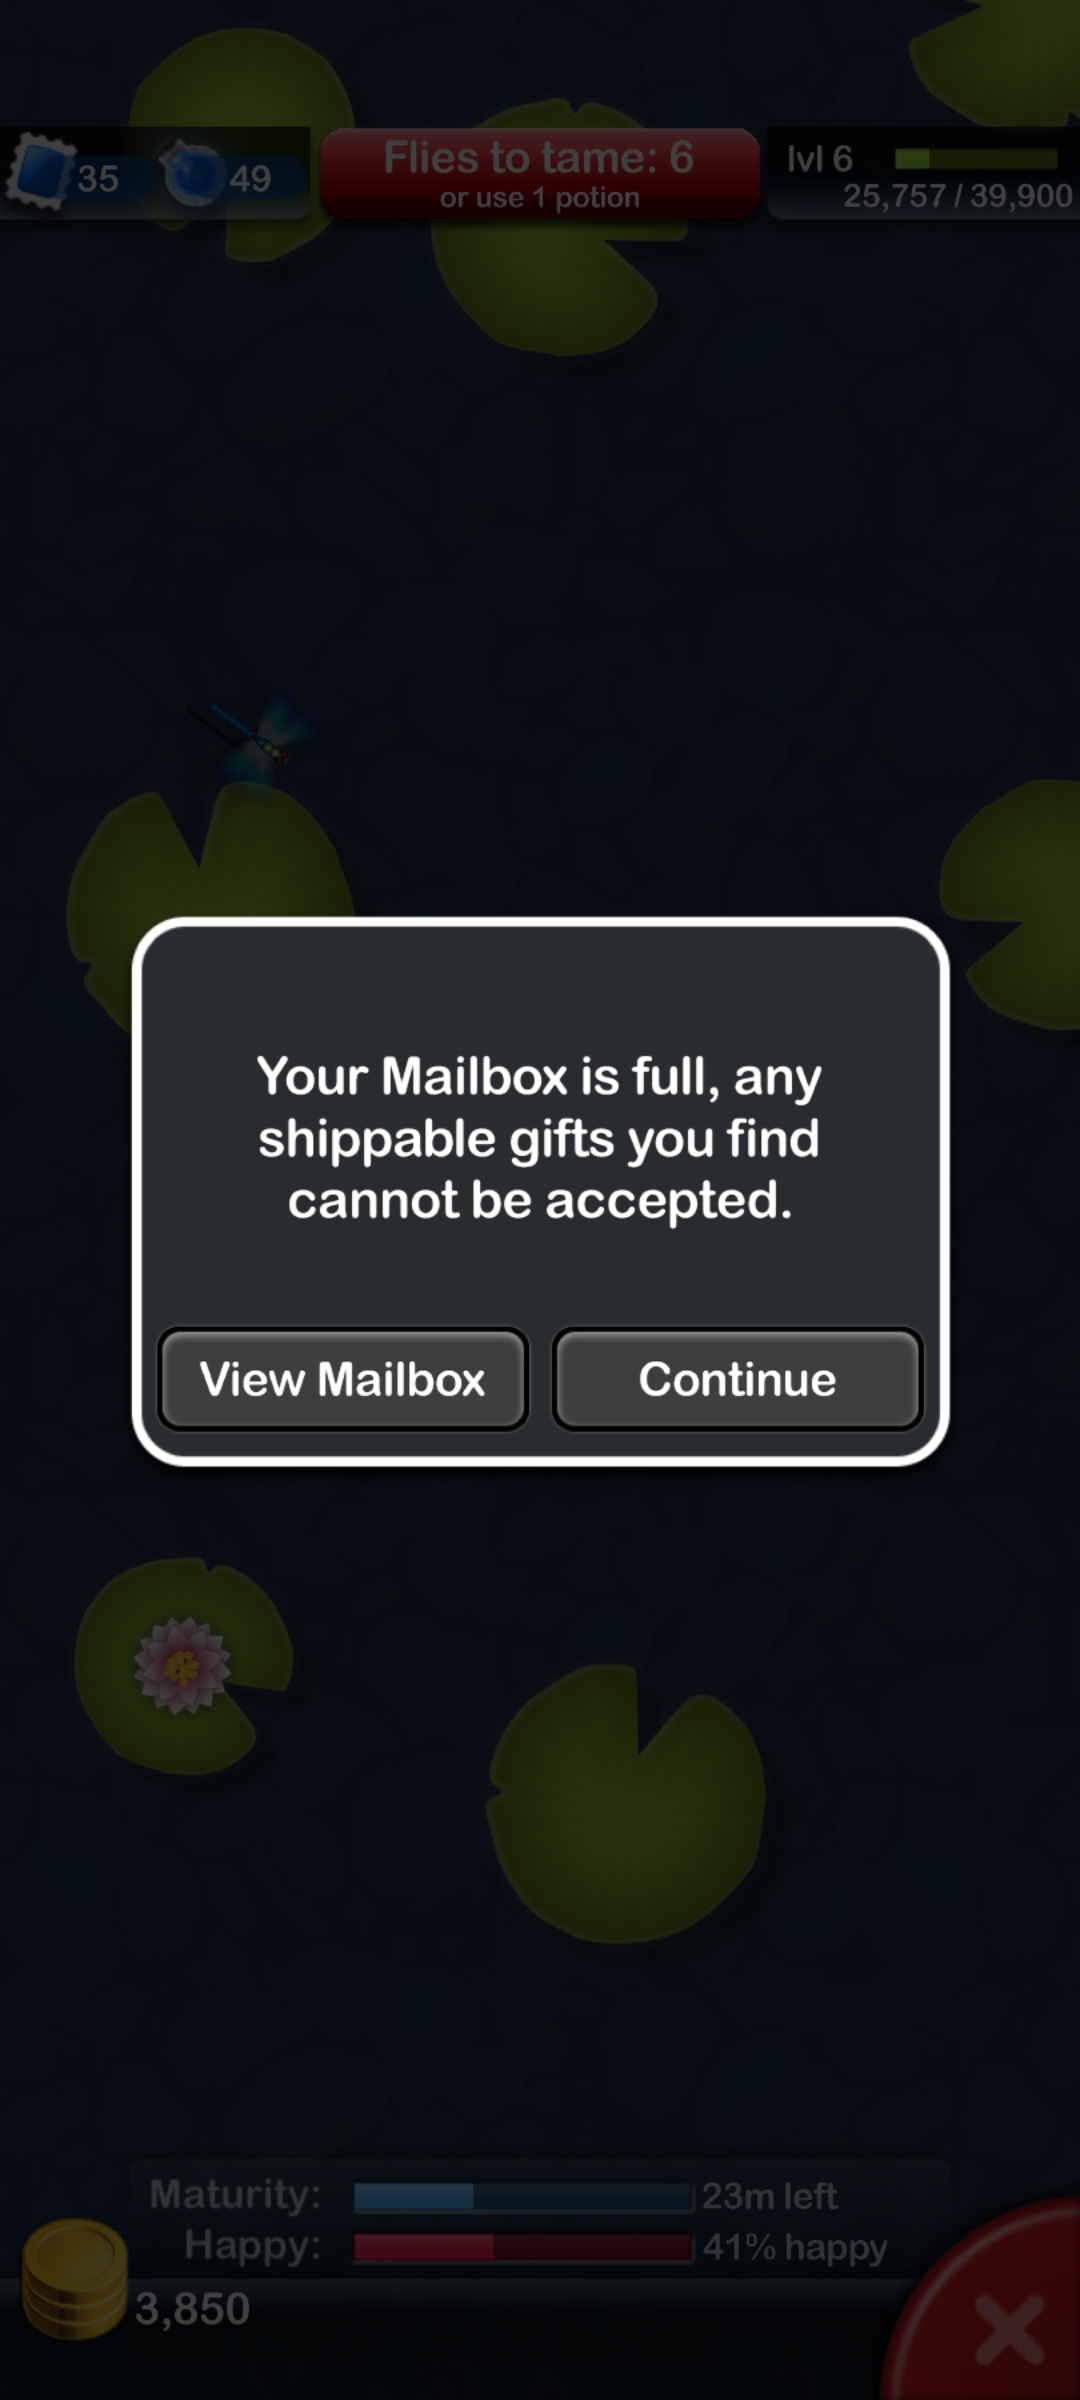 35
49
Flies to tame: 6
or use 1 potion
lvl 6
25,757 / 39,900
Your Mailbox is full, any
shippable gifts you find
cannot be accepted.
View Mailbox
Continue
Maturity:
23m left
Happy:
41% happy
3,850